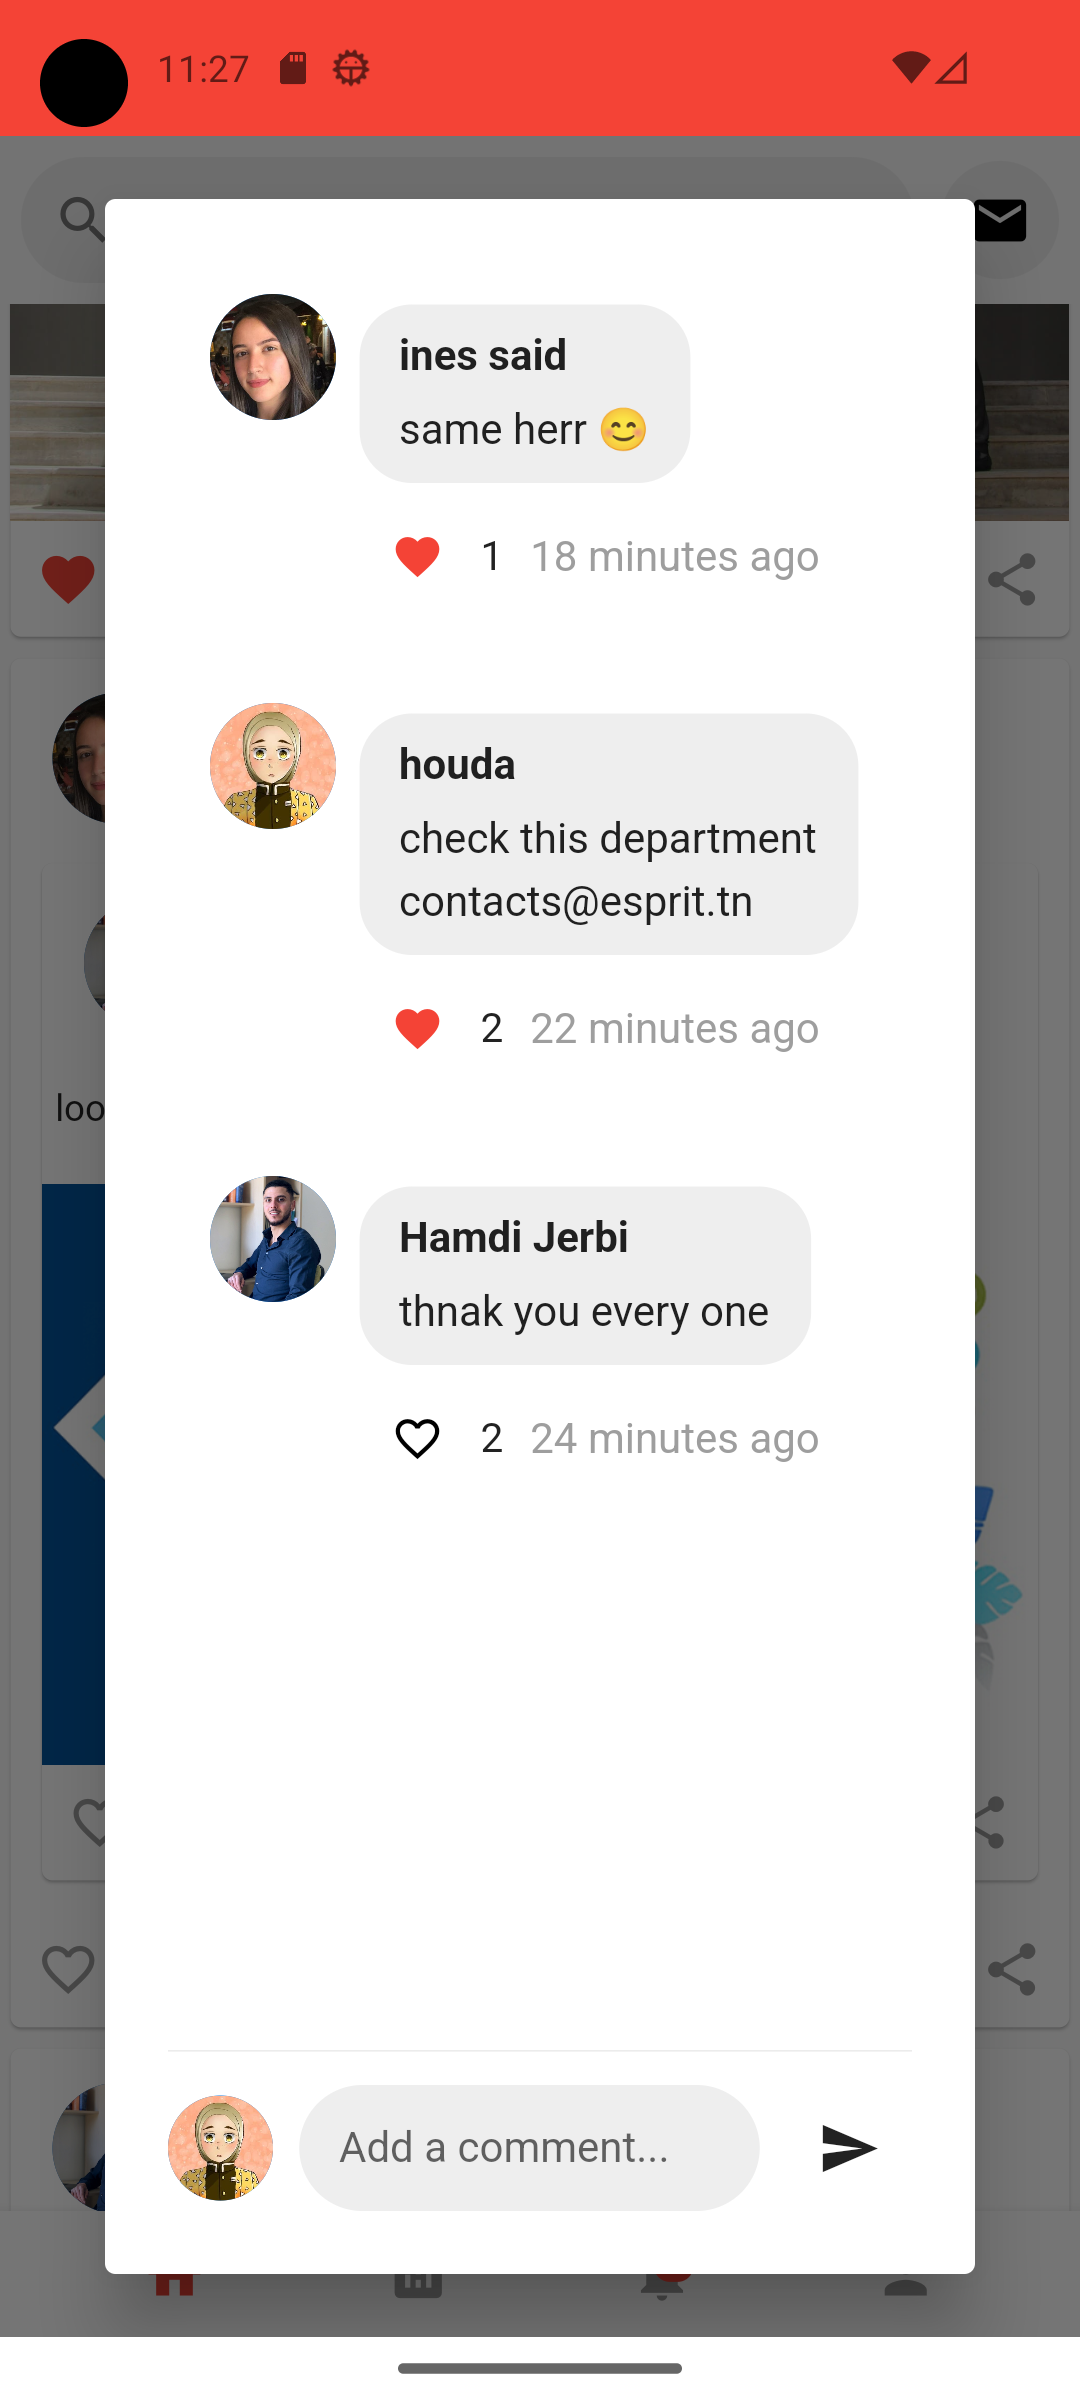 11:27
ines said
same herr 😊
1 18 minutes ago
houda
check this department
contacts@esprit.tn
2 22 minutes ago
loo
Hamdi Jerbi
thnak you every one
2 24 minutes ago
Add a comment...